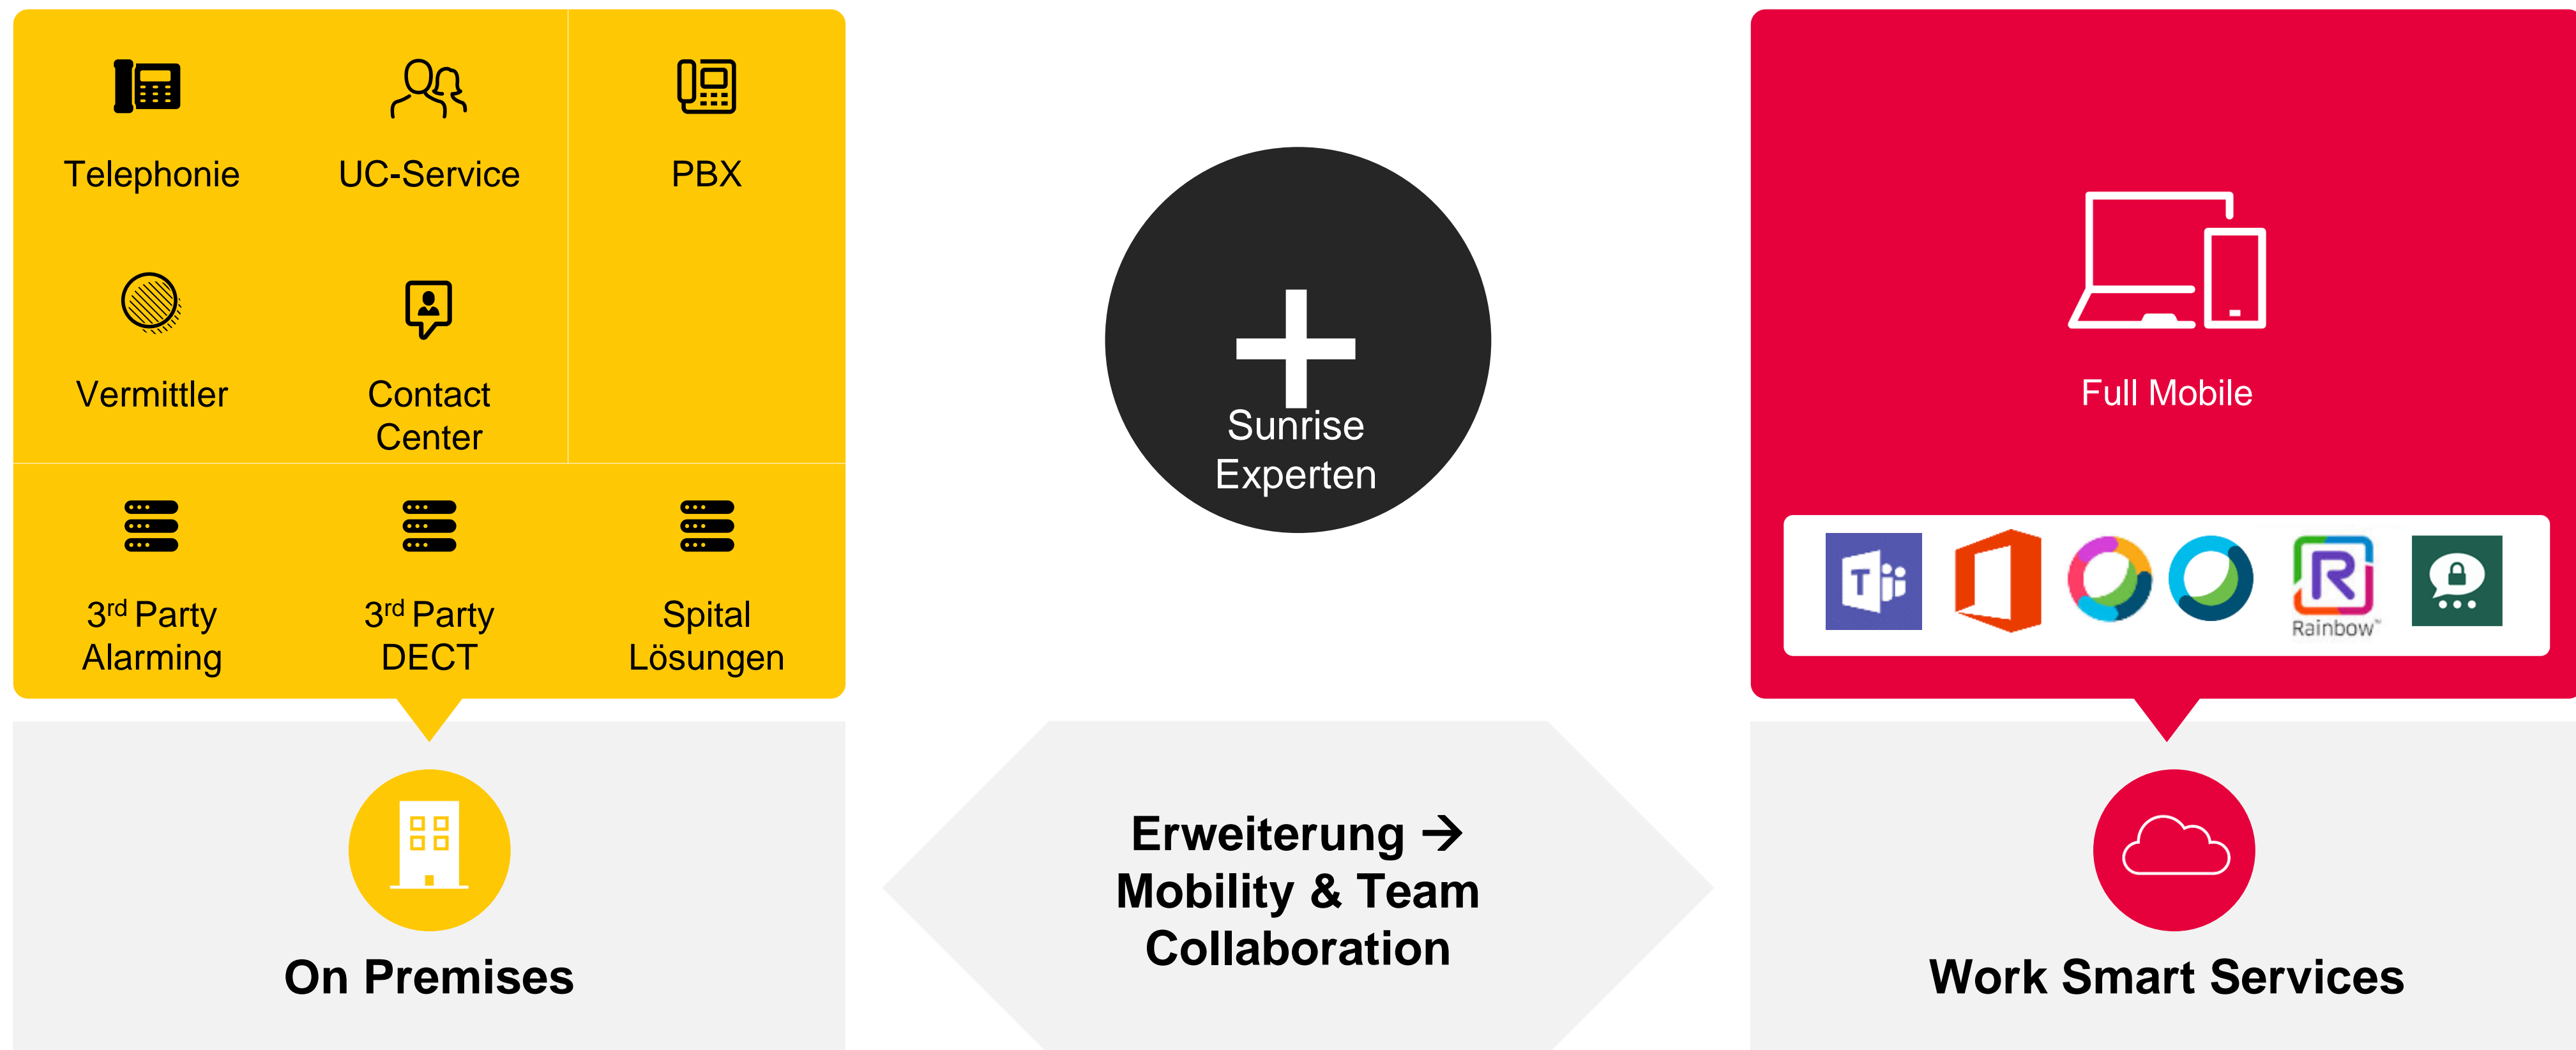 Telephonie
UC-Service
PBX
Vermittler
Contact
Center
3rd Party
Alarming
3rd Party
DECT
Spital
Lösungen
On Premises
+
Sunrise
Experten
Erweiterung →
Mobility & Team
Collaboration
Full Mobile
T
R
Rainbow™
Work Smart Services